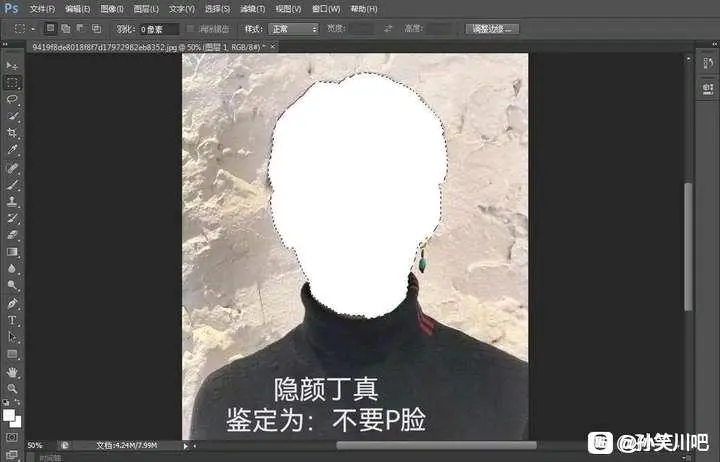 Ps 文件(F) 编辑(E) 图像(I) 图层(L) 文字(Y) 选择(S) 滤镜(T) 视图(V) 窗口(W) 帮助(H)
羽化: 0 像素 消除锯齿 样式: 正常 宽度: 高度: 调整边缘...
9419f8de8018f8f7d17972982eb8352.jpg @ 50% (图层 1, RGB/8#) * ×
隐颜丁真
鉴定为：不要P脸
50% 文档:4.24M/7.99M
时间轴
@孙笑川吧